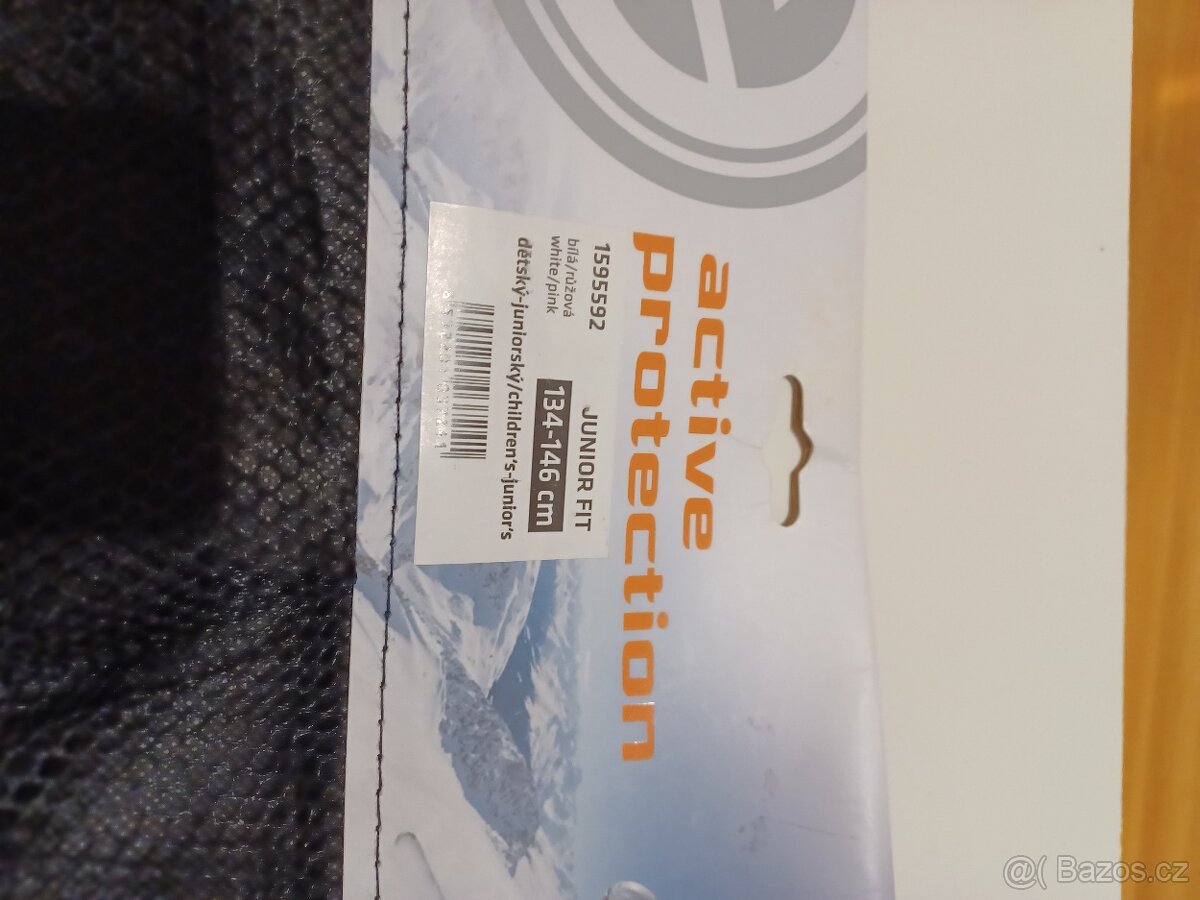 active
protection
1595592
JUNIOR FIT
bílá/růžová
white/pink
134-146 cm
dětský-juniorský/children's-junior's
@( Bazos.cz